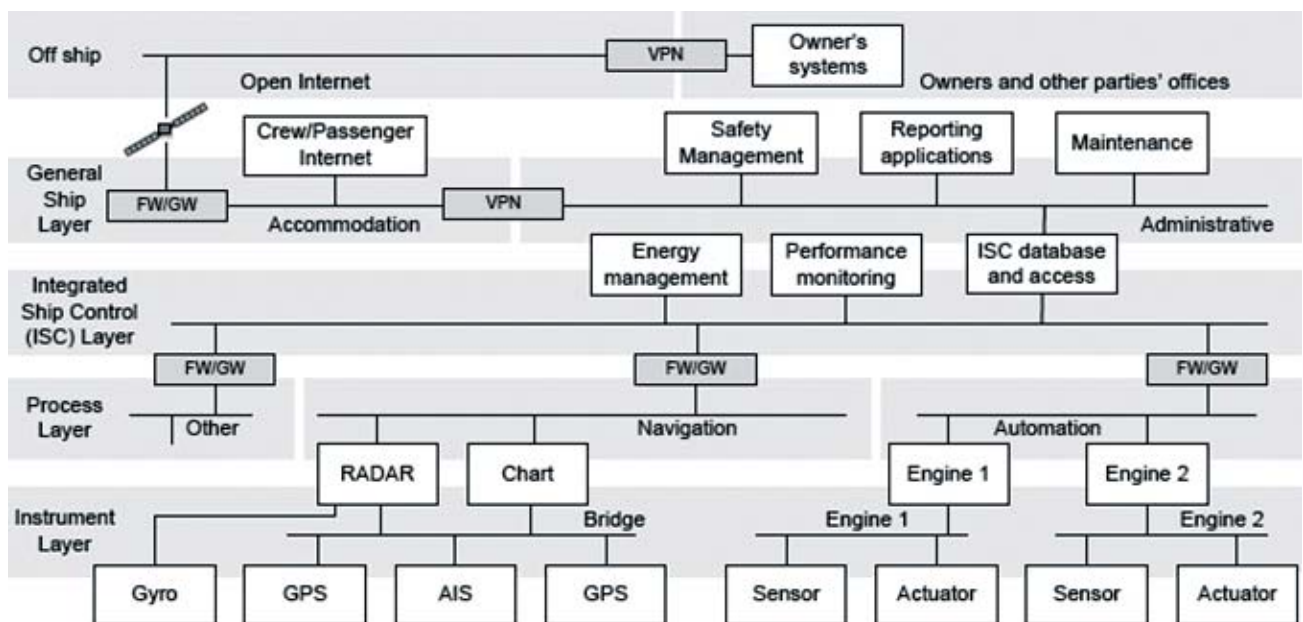 Off ship
VPN
Owner's
systems
Open Internet
Owners and other parties' offices
Crew/Passenger
Internet
Safety
Management
Reporting
applications
Maintenance
General
Ship
Layer
FW/GW
Accommodation
VPN
Administrative
Energy
management
Performance
monitoring
ISC database
and access
Integrated
Ship Control
(ISC) Layer
FW/GW
FW/GW
FW/GW
Process
Layer
Other
Navigation
Automation
RADAR
Chart
Engine 1
Engine 2
Instrument
Layer
Bridge
Engine 1
Engine 2
Gyro
GPS
AIS
GPS
Sensor
Actuator
Sensor
Actuator